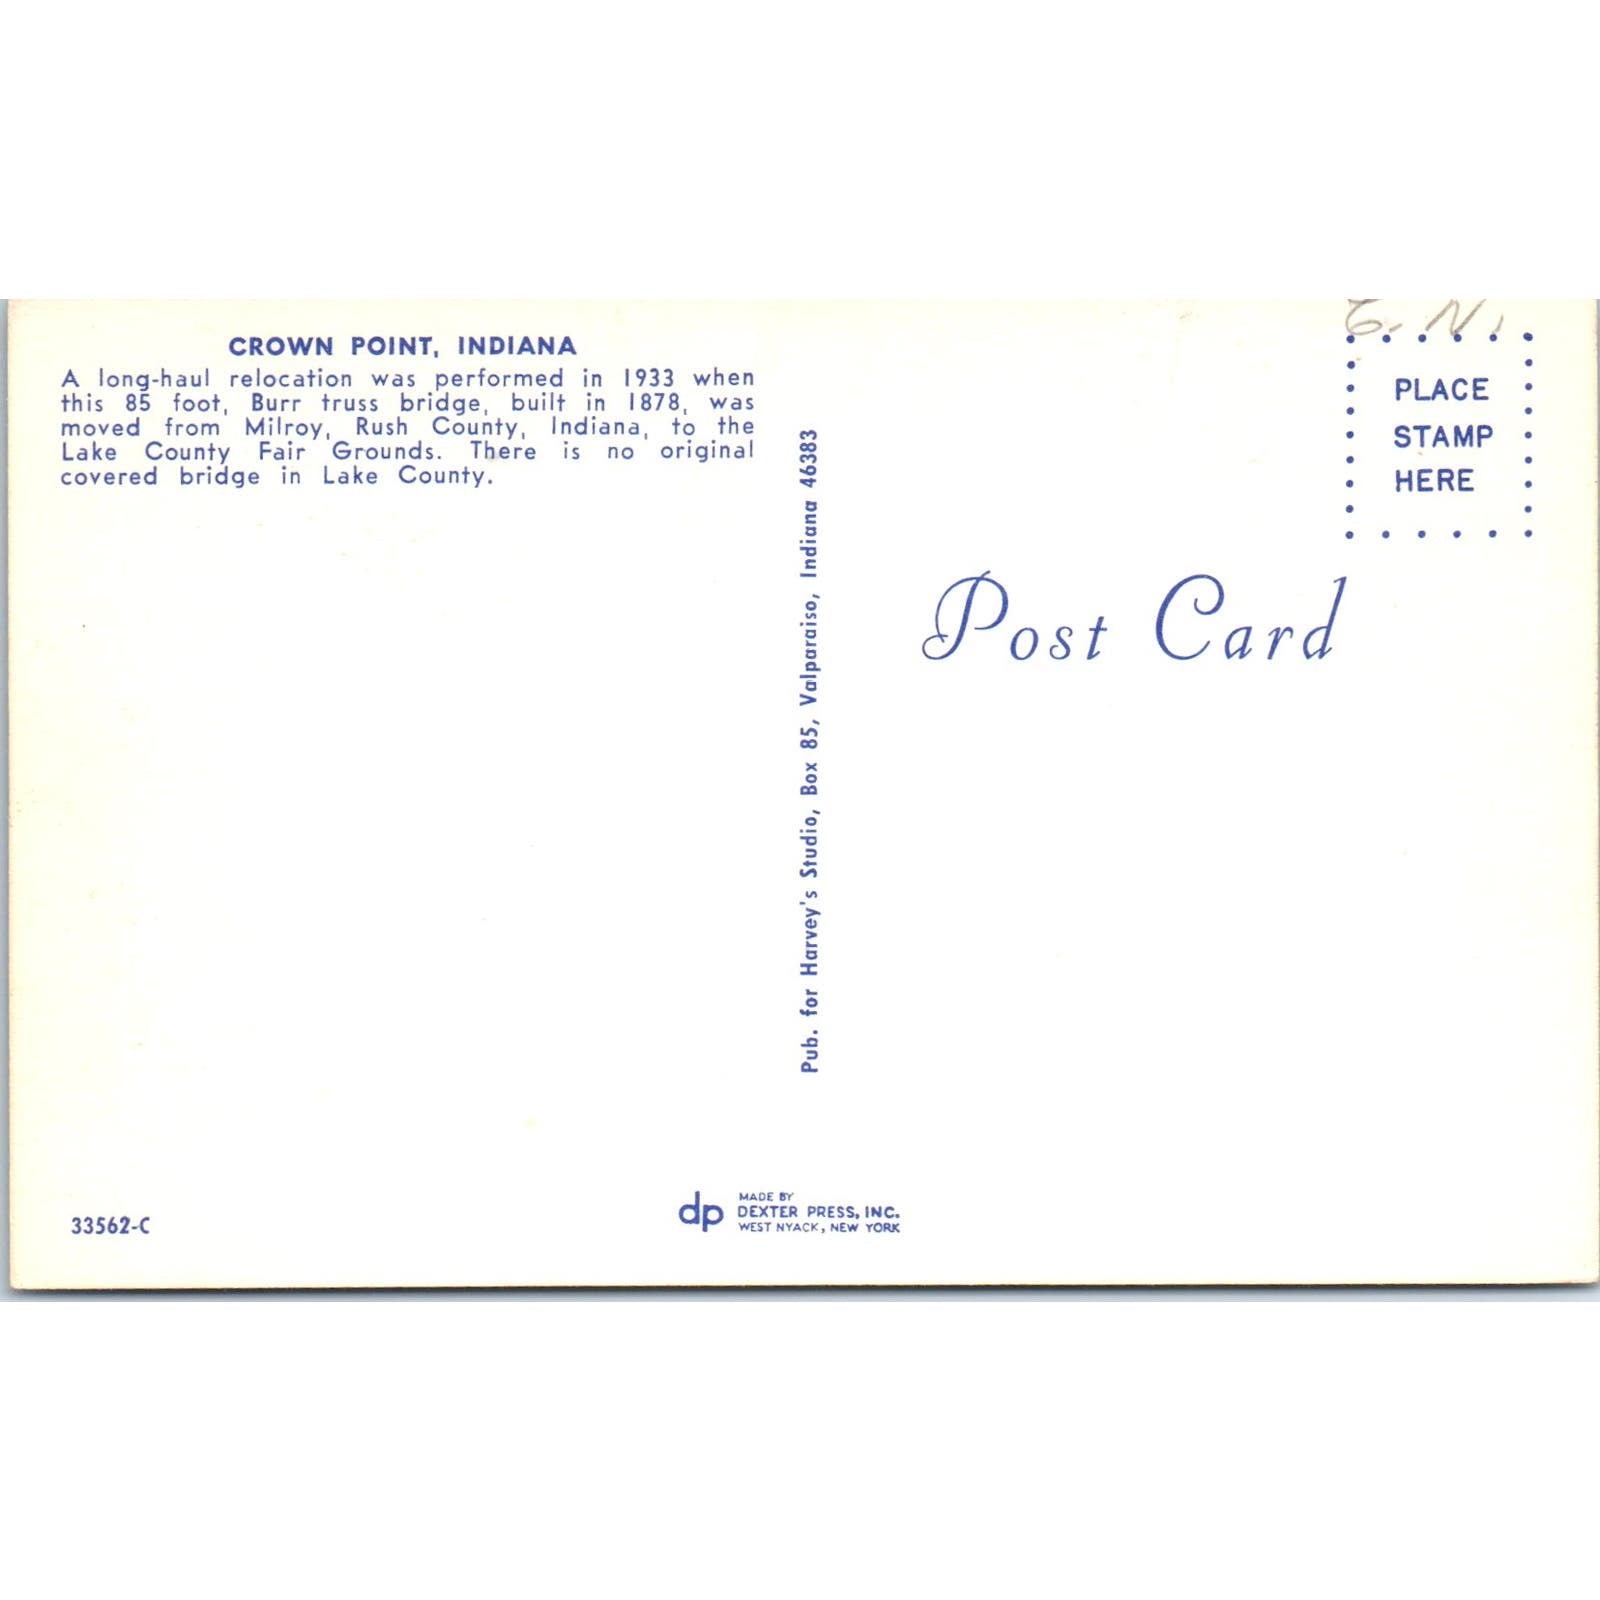 CROWN POINT, INDIANA
A long-haul relocation was performed in 1933 when
this 85 foot, Burr truss bridge, built in 1878, was
moved from Milroy, Rush County, Indiana, to the
Lake County Fair Grounds. There is no original
covered bridge in Lake County.
33562-C
Pub. for Harvey's Studio, Box 85, Valparaiso, Indiana 46383
dp
MADE BY
DEXTER PRESS, INC.
WEST NYACK, NEW YORK
PLACE
STAMP
HERE
Post Card